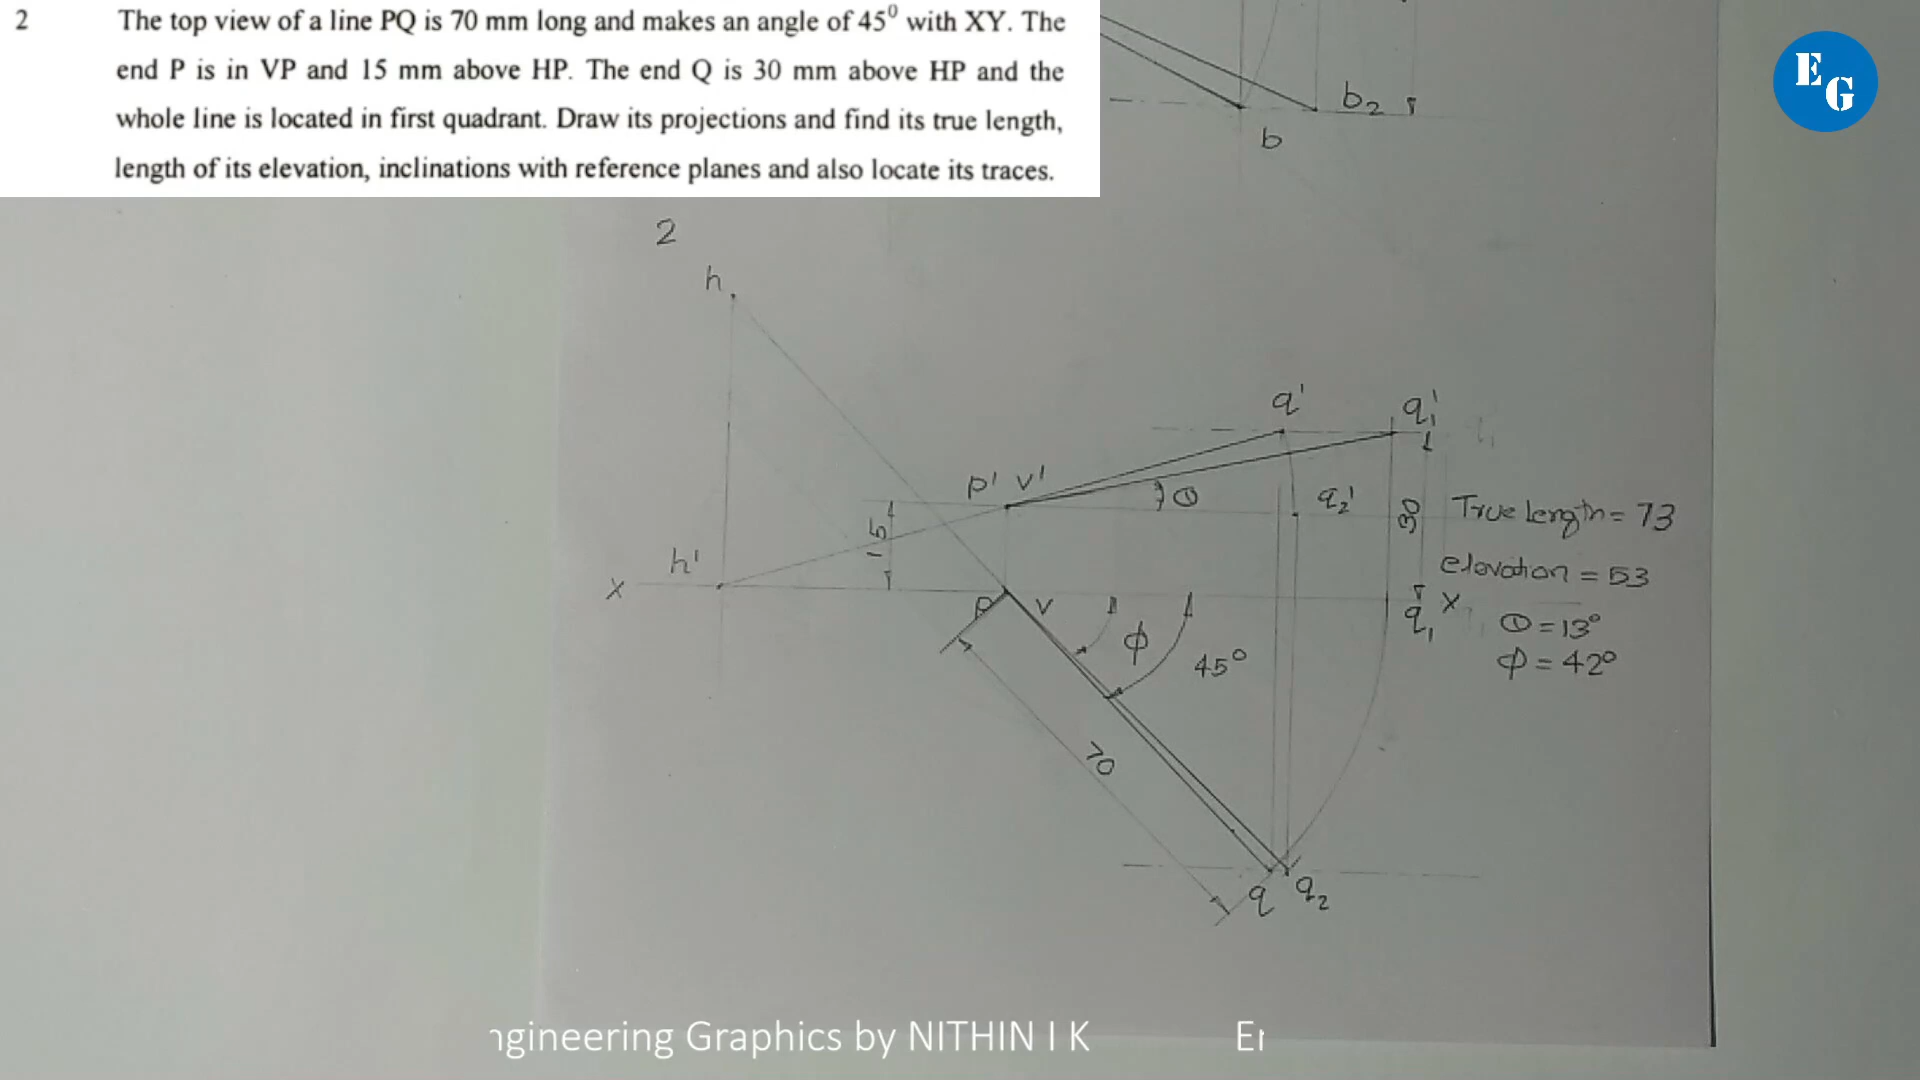 2 The top view of a line PQ is 70 mm long and makes an angle of 45⁰ with XY. The
end P is in VP and 15 mm above HP. The end Q is 30 mm above HP and the
whole line is located in first quadrant. Draw its projections and find its true length,
length of its elevation, inclinations with reference planes and also locate its traces.
EG
b₂
b
2
h
q'
q₁'
p' v'
θ
q₂'
30
True length = 73
15
h'
elevation = 53
X
p
v
q₁
X
θ = 13°
ϕ
45°
ϕ = 42°
70
q
q₂
ngineering Graphics by NITHIN I K